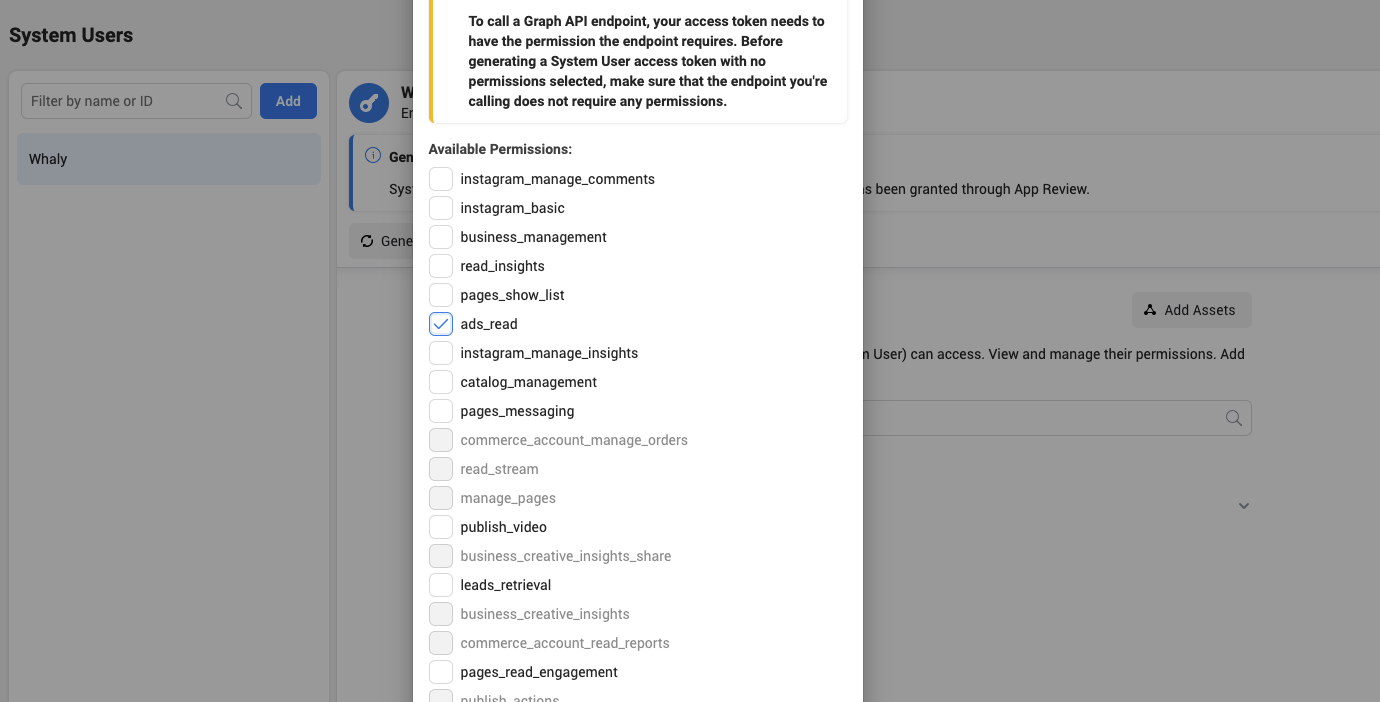 System Users
Filter by name or ID
Add
Whaly
W
En
Gen
Sys
s been granted through App Review.
Gene
Add Assets
n User) can access. View and manage their permissions. Add
To call a Graph API endpoint, your access token needs to
have the permission the endpoint requires. Before
generating a System User access token with no
permissions selected, make sure that the endpoint you're
calling does not require any permissions.
Available Permissions:
instagram_manage_comments
instagram_basic
business_management
read_insights
pages_show_list
ads_read
instagram_manage_insights
catalog_management
pages_messaging
commerce_account_manage_orders
read_stream
manage_pages
publish_video
business_creative_insights_share
leads_retrieval
business_creative_insights
commerce_account_read_reports
pages_read_engagement
publish_actions